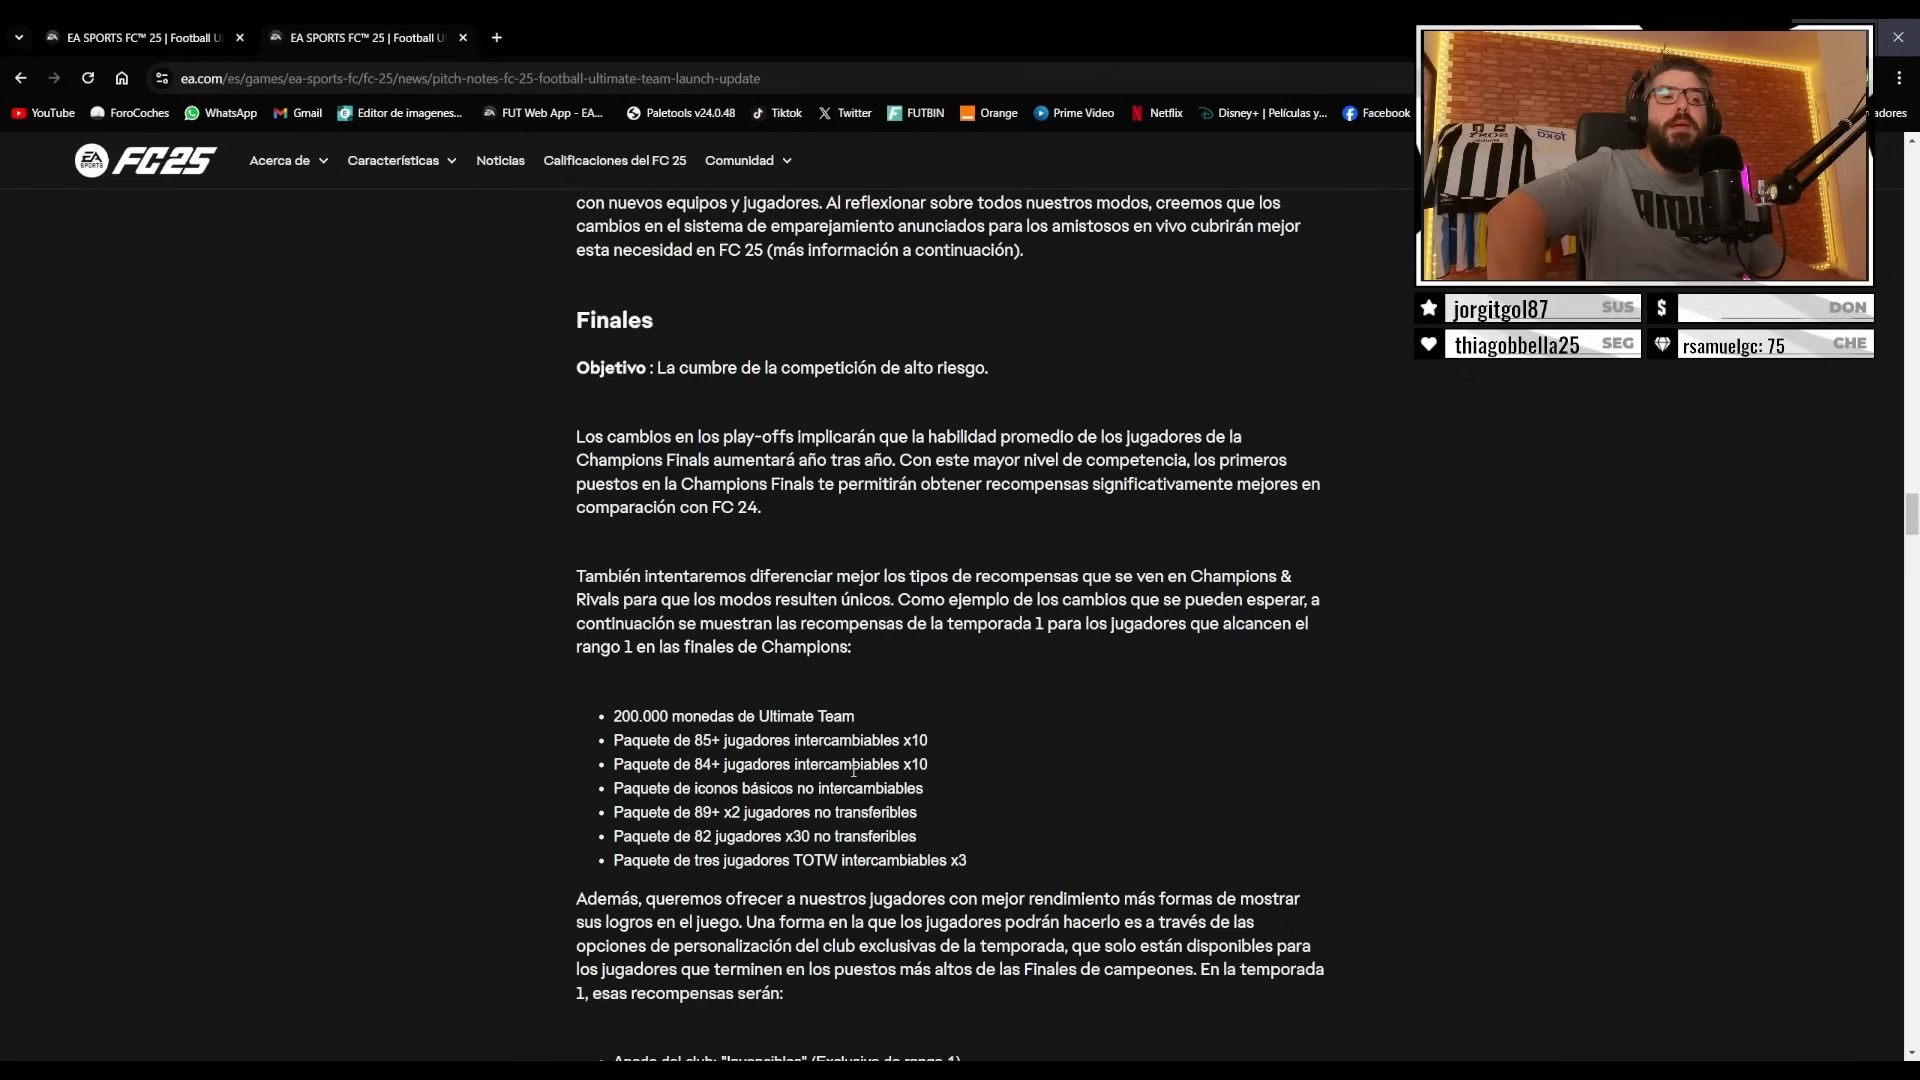 EA SPORTS FC™ 25 | Football U
EA SPORTS FC™ 25 | Football U
ea.com/es/games/ea-sports-fc/fc-25/news/pitch-notes-fc-25-football-ultimate-team-launch-update
YouTube
ForoCoches
WhatsApp
Gmail
Editor de imagenes...
FUT Web App - EA...
Paletools v24.0.48
Tiktok
Twitter
FUTBIN
Orange
Prime Video
Netflix
Disney+ | Películas y...
Facebook
adores
EA SPORTS FC25
Acerca de
Características
Noticias
Calificaciones del FC 25
Comunidad
con nuevos equipos y jugadores. Al reflexionar sobre todos nuestros modos, creemos que los
cambios en el sistema de emparejamiento anunciados para los amistosos en vivo cubrirán mejor
esta necesidad en FC 25 (más información a continuación).
jorgitgol87 SUS
$ DON
thiagobbella25 SEG
rsamuelgc: 75 CHE
Finales
Objetivo : La cumbre de la competición de alto riesgo.
Los cambios en los play-offs implicarán que la habilidad promedio de los jugadores de la
Champions Finals aumentará año tras año. Con este mayor nivel de competencia, los primeros
puestos en la Champions Finals te permitirán obtener recompensas significativamente mejores en
comparación con FC 24.
También intentaremos diferenciar mejor los tipos de recompensas que se ven en Champions &
Rivals para que los modos resulten únicos. Como ejemplo de los cambios que se pueden esperar, a
continuación se muestran las recompensas de la temporada 1 para los jugadores que alcancen el
rango 1 en las finales de Champions:
• 200.000 monedas de Ultimate Team
• Paquete de 85+ jugadores intercambiables x10
• Paquete de 84+ jugadores intercambiables x10
• Paquete de iconos básicos no intercambiables
• Paquete de 89+ x2 jugadores no transferibles
• Paquete de 82 jugadores x30 no transferibles
• Paquete de tres jugadores TOTW intercambiables x3
Además, queremos ofrecer a nuestros jugadores con mejor rendimiento más formas de mostrar
sus logros en el juego. Una forma en la que los jugadores podrán hacerlo es a través de las
opciones de personalización del club exclusivas de la temporada, que solo están disponibles para
los jugadores que terminen en los puestos más altos de las Finales de campeones. En la temporada
1, esas recompensas serán:
• Apodo del club: "Invencibles" (Exclusivo de rango 1)